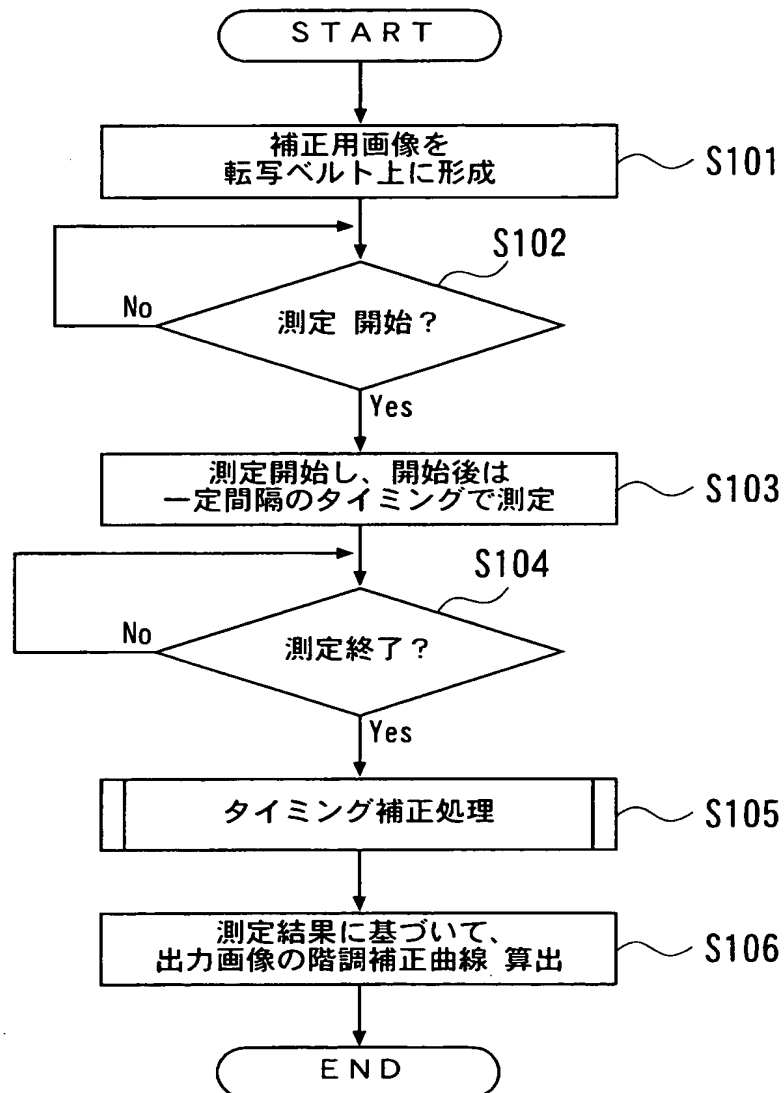 START
補正用画像を
転写ベルト上に形成
S101
S102
測定 開始？
No
Yes
測定開始し、開始後は
一定間隔のタイミングで測定
S103
S104
測定終了？
No
Yes
タイミング補正処理
S105
測定結果に基づいて、
出力画像の階調補正曲線 算出
S106
END